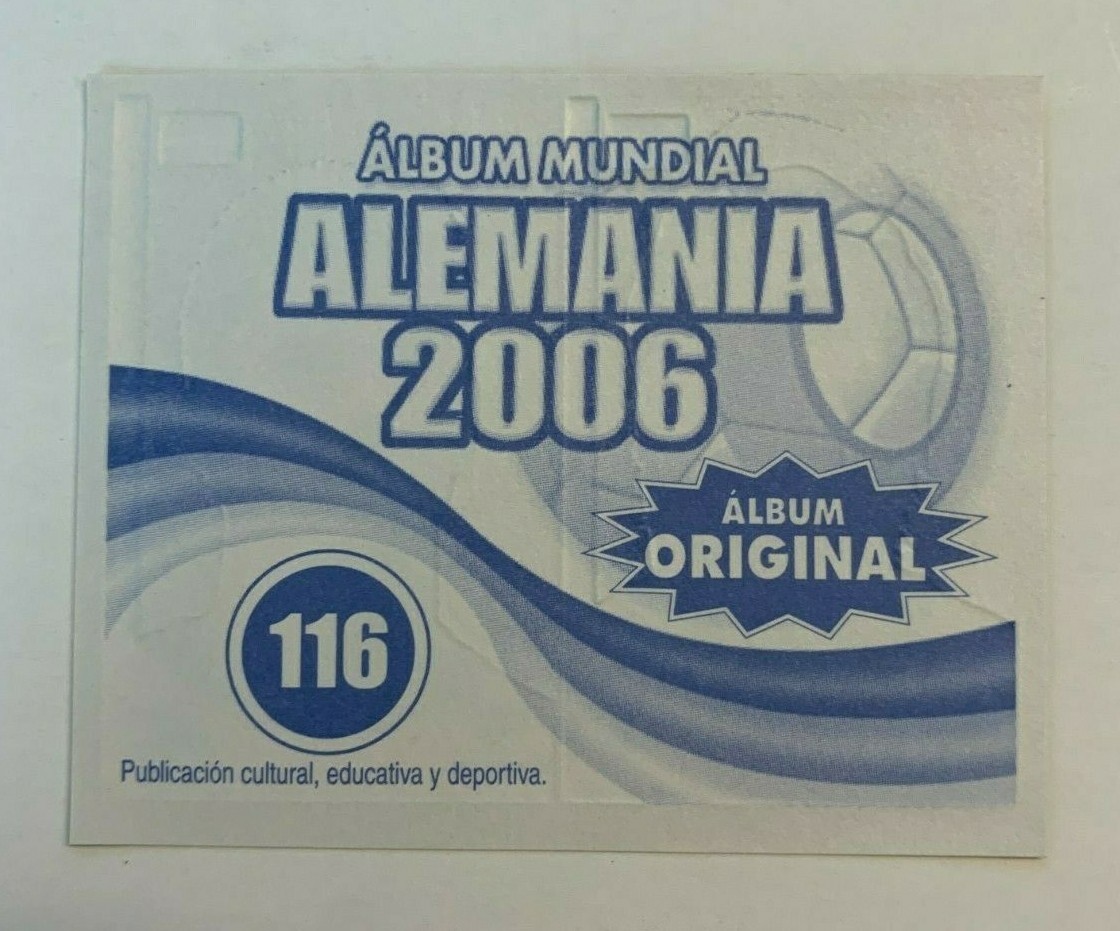 ÁLBUM MUNDIAL
ALEMANIA
2006
ÁLBUM
ORIGINAL
116
Publicación cultural, educativa y deportiva.